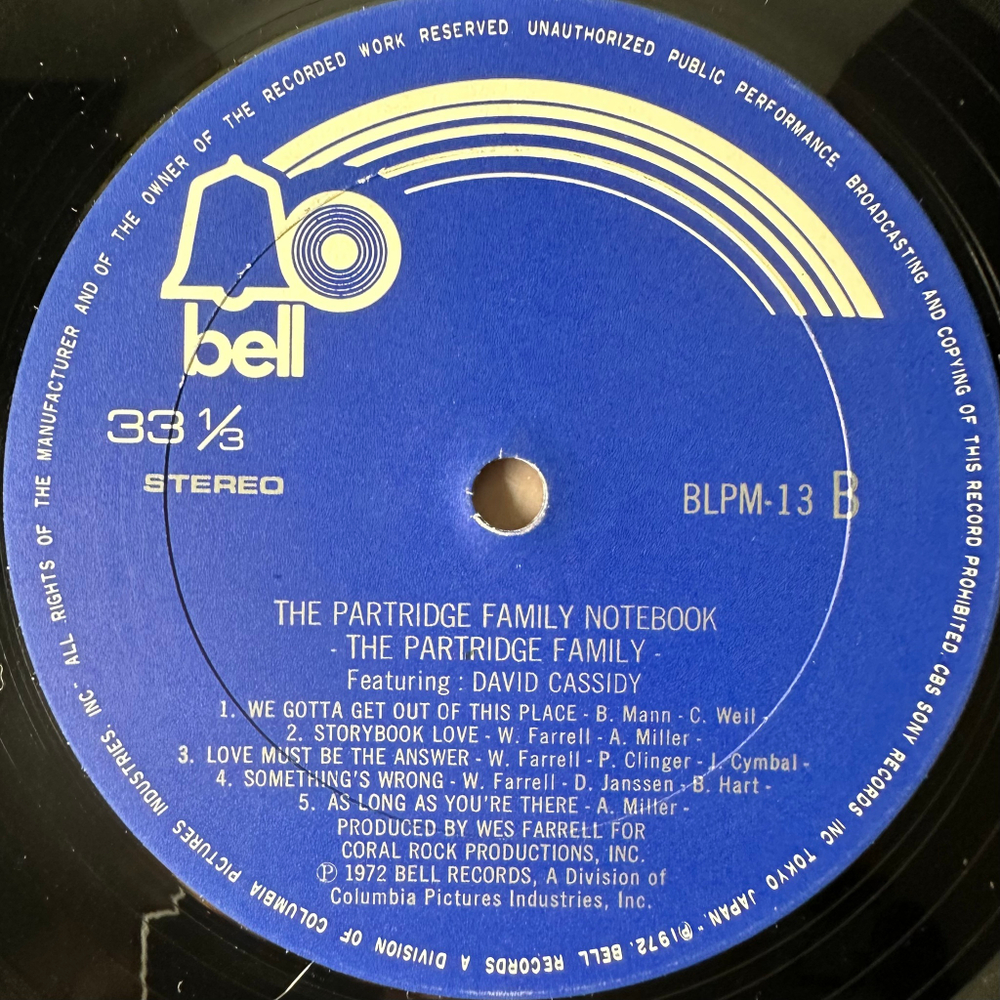 ALL RIGHTS OF THE MANUFACTURER AND OF THE OWNER OF THE RECORDED WORK RESERVED UNAUTHORIZED PUBLIC PERFORMANCE BROADCASTING AND COPYING OF THIS RECORD PROHIBITED. CBS SONY RECORDS INC TOKYO JAPAN." ℗1972, BELL RECORDS A DIVISION OF COLUMBIA PICTURES INDUSTRIES, INC."
bell
33 1/3
STEREO
BLPM-13 B
THE PARTRIDGE FAMILY NOTEBOOK
- THE PARTRIDGE FAMILY -
Featuring : DAVID CASSIDY
1. WE GOTTA GET OUT OF THIS PLACE - B. Mann - C. Weil -
2. STORYBOOK LOVE - W. Farrell - A. Miller -
3. LOVE MUST BE THE ANSWER - W. Farrell - P. Clinger - J. Cymbal -
4. SOMETHING'S WRONG - W. Farrell - D. Janssen - B. Hart -
5. AS LONG AS YOU'RE THERE - A. Miller -
PRODUCED BY WES FARRELL FOR
CORAL ROCK PRODUCTIONS, INC.
℗ 1972 BELL RECORDS, A Division of
Columbia Pictures Industries, Inc.